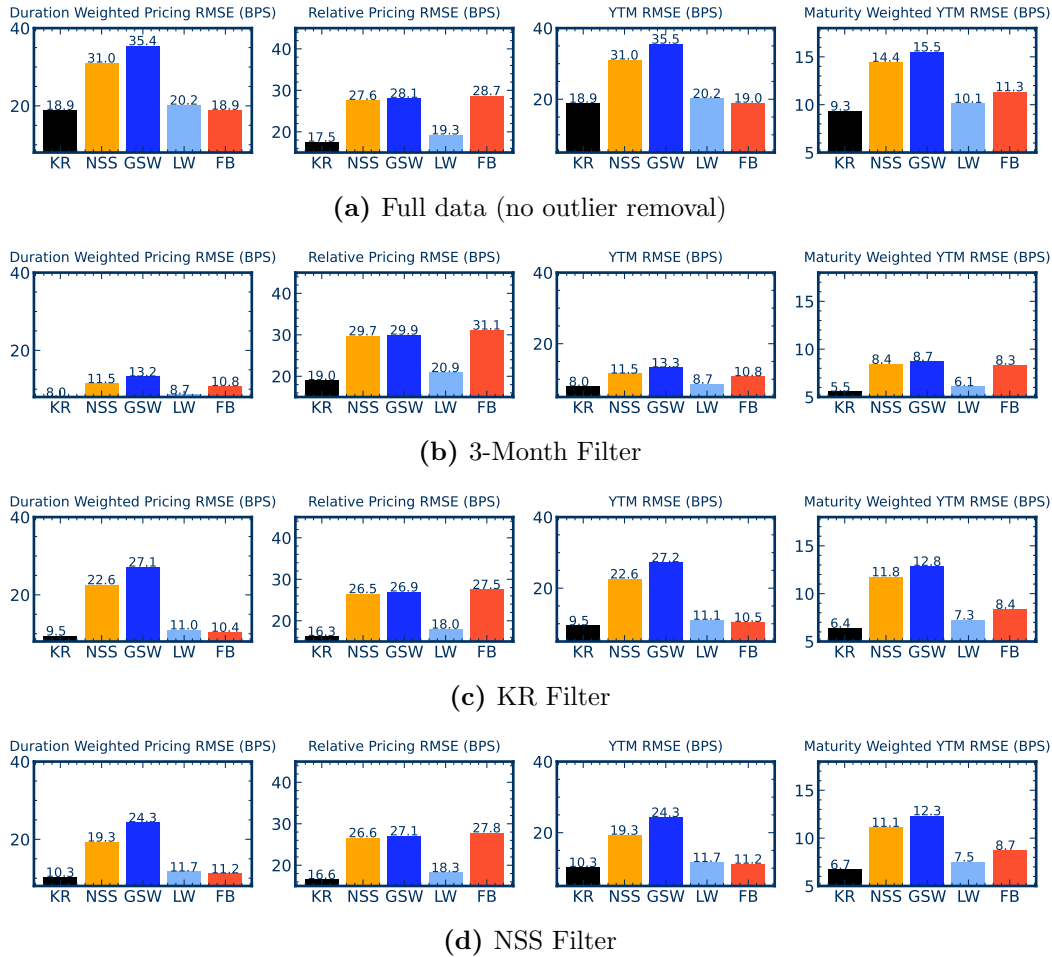 Duration Weighted Pricing RMSE (BPS) Relative Pricing RMSE (BPS) YTM RMSE (BPS) Maturity Weighted YTM RMSE (BPS)
40
20
18.9 31.0 35.4 20.2 18.9
KR NSS GSW LW FB
40
30
20
17.5 27.6 28.1 19.3 28.7
KR NSS GSW LW FB
40
20
18.9 31.0 35.5 20.2 19.0
KR NSS GSW LW FB
15
10
5
9.3 14.4 15.5 10.1 11.3
KR NSS GSW LW FB
(a) Full data (no outlier removal)
Duration Weighted Pricing RMSE (BPS) Relative Pricing RMSE (BPS) YTM RMSE (BPS) Maturity Weighted YTM RMSE (BPS)
40
20
8.0 11.5 13.2 8.7 10.8
KR NSS GSW LW FB
40
30
20
19.0 29.7 29.9 20.9 31.1
KR NSS GSW LW FB
40
20
8.0 11.5 13.3 8.7 10.8
KR NSS GSW LW FB
15
10
5
5.5 8.4 8.7 6.1 8.3
KR NSS GSW LW FB
(b) 3-Month Filter
Duration Weighted Pricing RMSE (BPS) Relative Pricing RMSE (BPS) YTM RMSE (BPS) Maturity Weighted YTM RMSE (BPS)
40
20
9.5 22.6 27.1 11.0 10.4
KR NSS GSW LW FB
40
30
20
16.3 26.5 26.9 18.0 27.5
KR NSS GSW LW FB
40
20
9.5 22.6 27.2 11.1 10.5
KR NSS GSW LW FB
15
10
5
6.4 11.8 12.8 7.3 8.4
KR NSS GSW LW FB
(c) KR Filter
Duration Weighted Pricing RMSE (BPS) Relative Pricing RMSE (BPS) YTM RMSE (BPS) Maturity Weighted YTM RMSE (BPS)
40
20
10.3 19.3 24.3 11.7 11.2
KR NSS GSW LW FB
40
30
20
16.6 26.6 27.1 18.3 27.8
KR NSS GSW LW FB
40
20
10.3 19.3 24.3 11.7 11.2
KR NSS GSW LW FB
15
10
5
6.7 11.1 12.3 7.5 8.7
KR NSS GSW LW FB
(d) NSS Filter